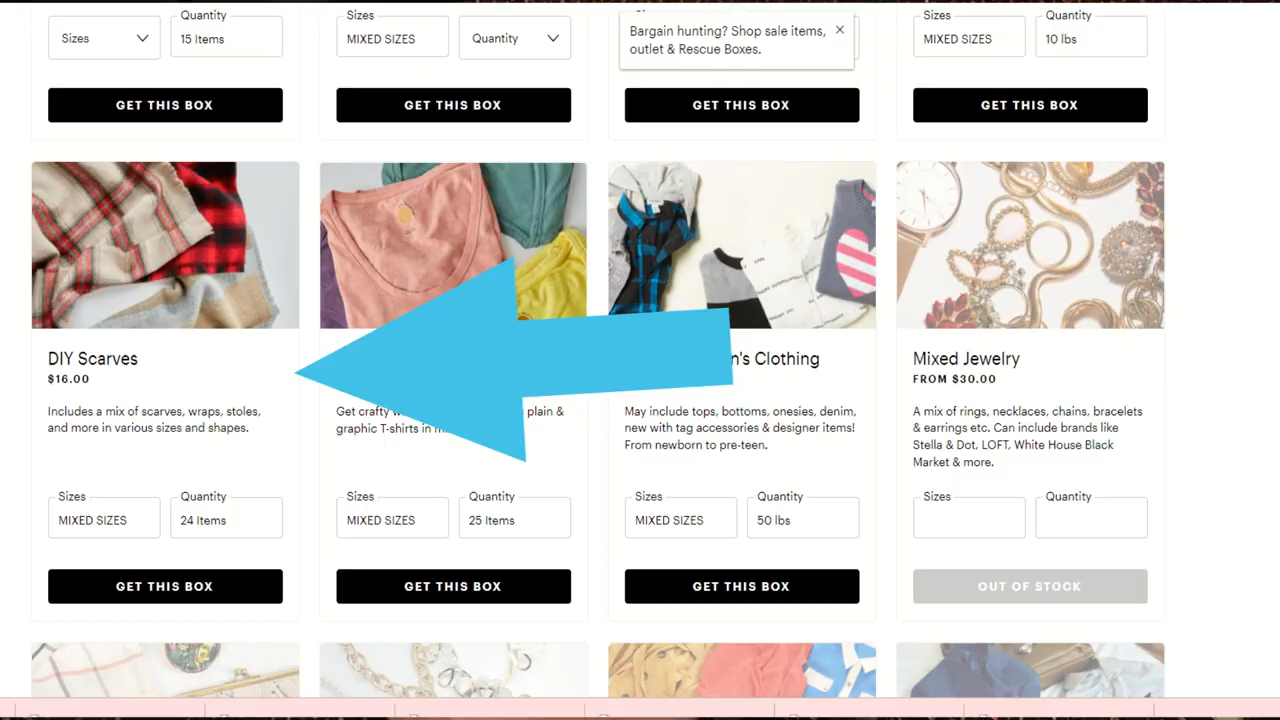 Sizes
Quantity
Sizes
Sizes
Quantity
Sizes
15 Items
MIXED SIZES
Quantity
Bargain hunting? Shop sale items,
outlet & Rescue Boxes.
MIXED SIZES
10 lbs
GET THIS BOX
GET THIS BOX
GET THIS BOX
GET THIS BOX
DIY Scarves
$16.00
Includes a mix of scarves, wraps, stoles,
and more in various sizes and shapes.
Sizes
MIXED SIZES
Quantity
24 Items
GET THIS BOX
Get crafty
plain &
graphic T-shirts in
Sizes
MIXED SIZES
Quantity
25 Items
GET THIS BOX
Clothing
May include tops, bottoms, onesies, denim,
new with tag accessories & designer items!
From newborn to pre-teen.
Sizes
MIXED SIZES
Quantity
50 lbs
GET THIS BOX
Mixed Jewelry
FROM $30.00
A mix of rings, necklaces, chains, bracelets
& earrings etc. Can include brands like
Stella & Dot, LOFT, White House Black
Market & more.
Sizes
Quantity
OUT OF STOCK